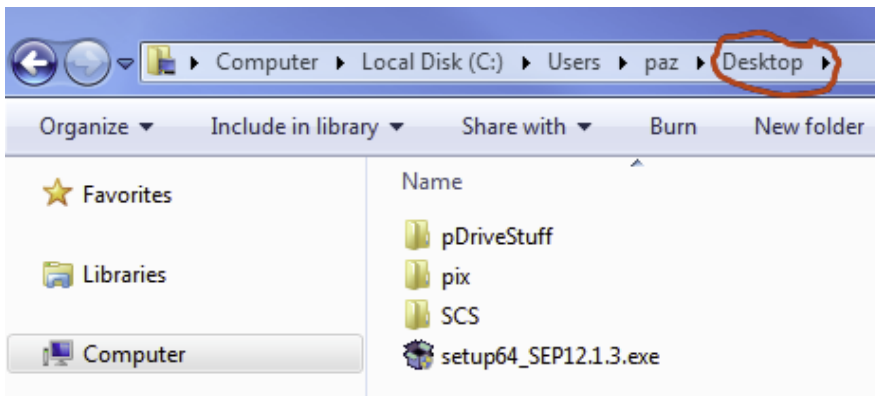 Computer Local Disk (C:) Users paz Desktop
Organize Include in library Share with Burn New folder
Favorites
Libraries
Computer
Name
pDriveStuff
pix
SCS
setup64_SEP12.1.3.exe